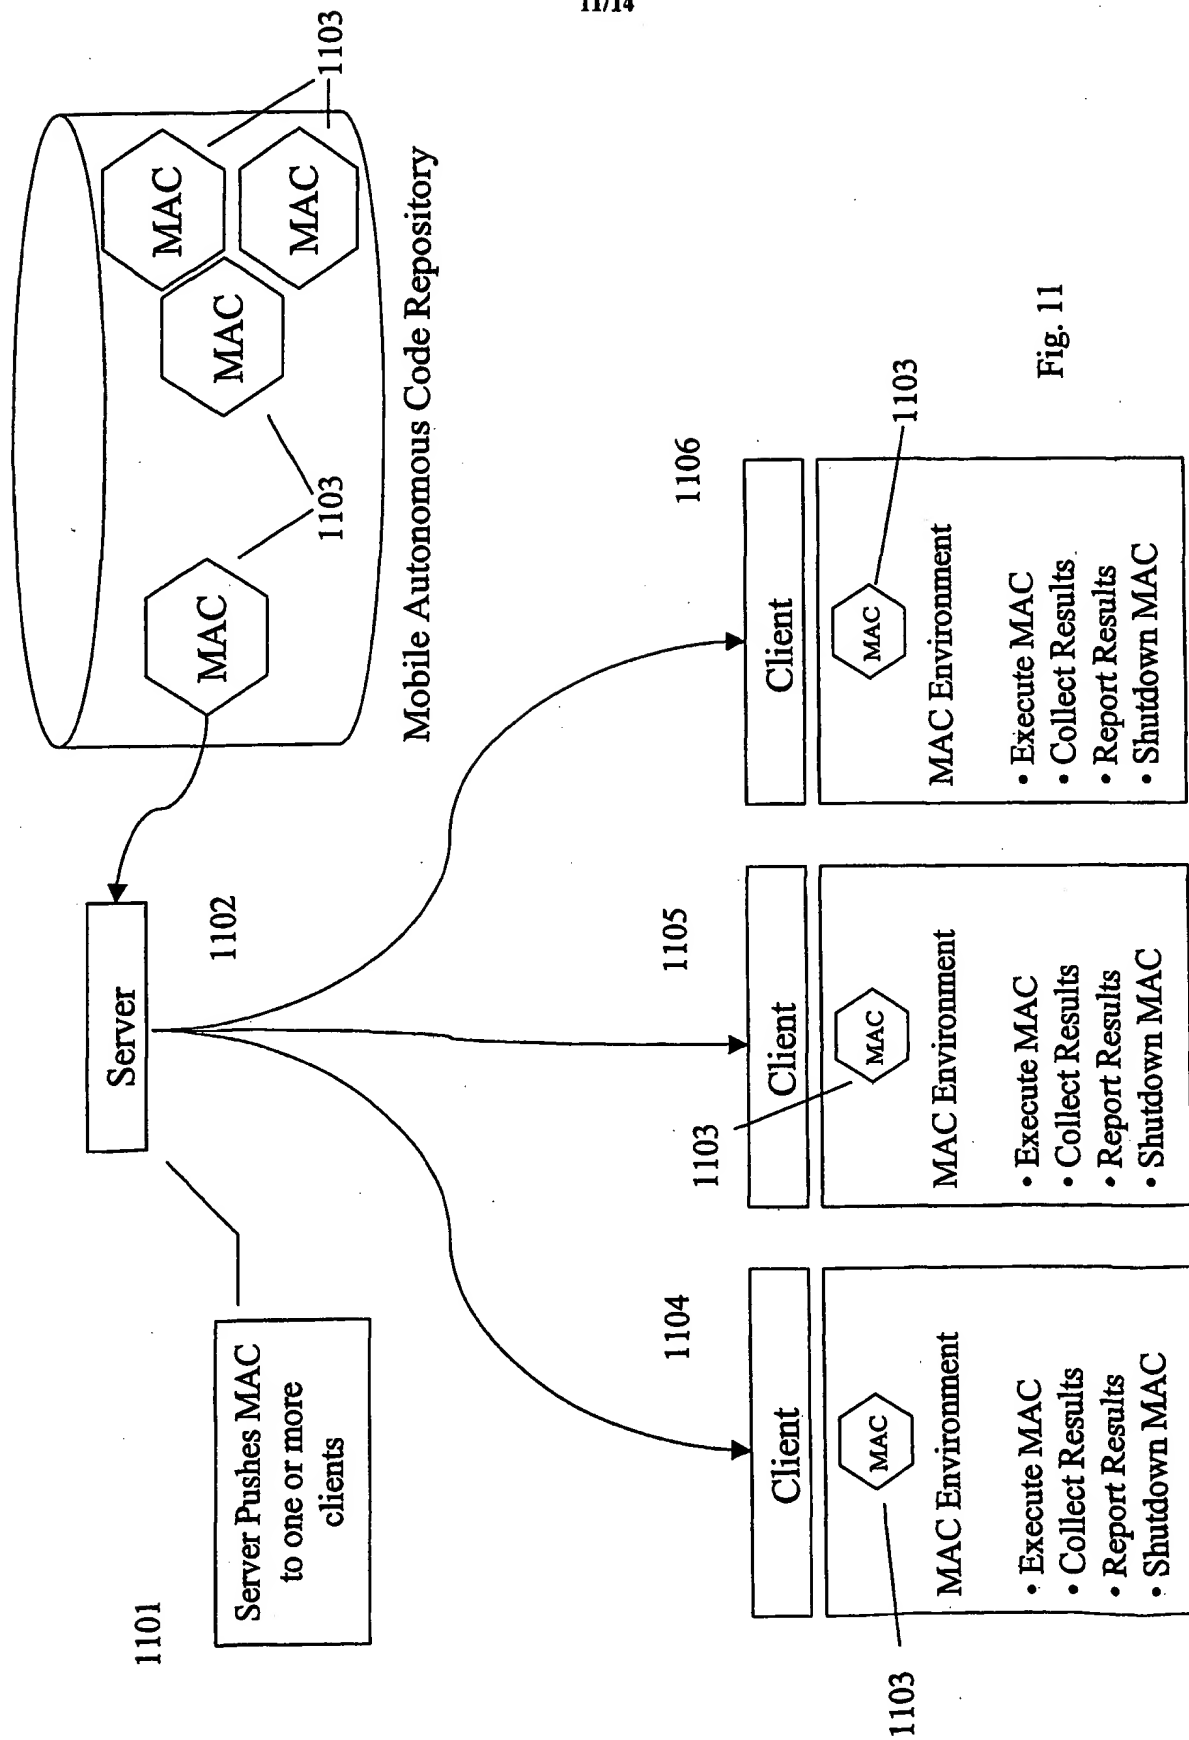 11/14
1101
Server Pushes MAC
to one or more
clients
Server
1102
MAC
MAC
MAC
MAC
1103
1103
Mobile Autonomous Code Repository
1104
1105
1106
Client
MAC
1103
MAC Environment
• Execute MAC
• Collect Results
• Report Results
• Shutdown MAC
Client
MAC
1103
MAC Environment
• Execute MAC
• Collect Results
• Report Results
• Shutdown MAC
Client
MAC
1103
MAC Environment
• Execute MAC
• Collect Results
• Report Results
• Shutdown MAC
Fig. 11